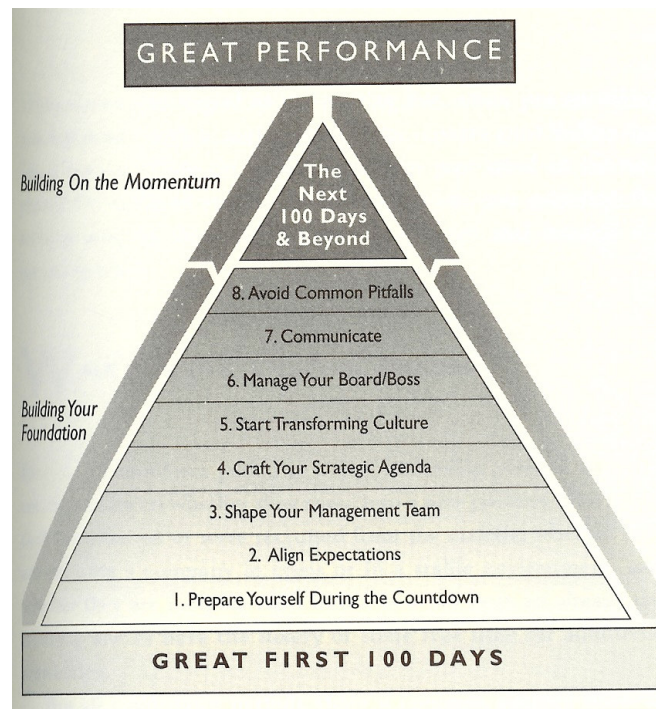 GREAT PERFORMANCE
Building On the Momentum
The
Next
100 Days
& Beyond
8. Avoid Common Pitfalls
7. Communicate
6. Manage Your Board/Boss
Building Your
Foundation
5. Start Transforming Culture
4. Craft Your Strategic Agenda
3. Shape Your Management Team
2. Align Expectations
1. Prepare Yourself During the Countdown
GREAT FIRST 100 DAYS